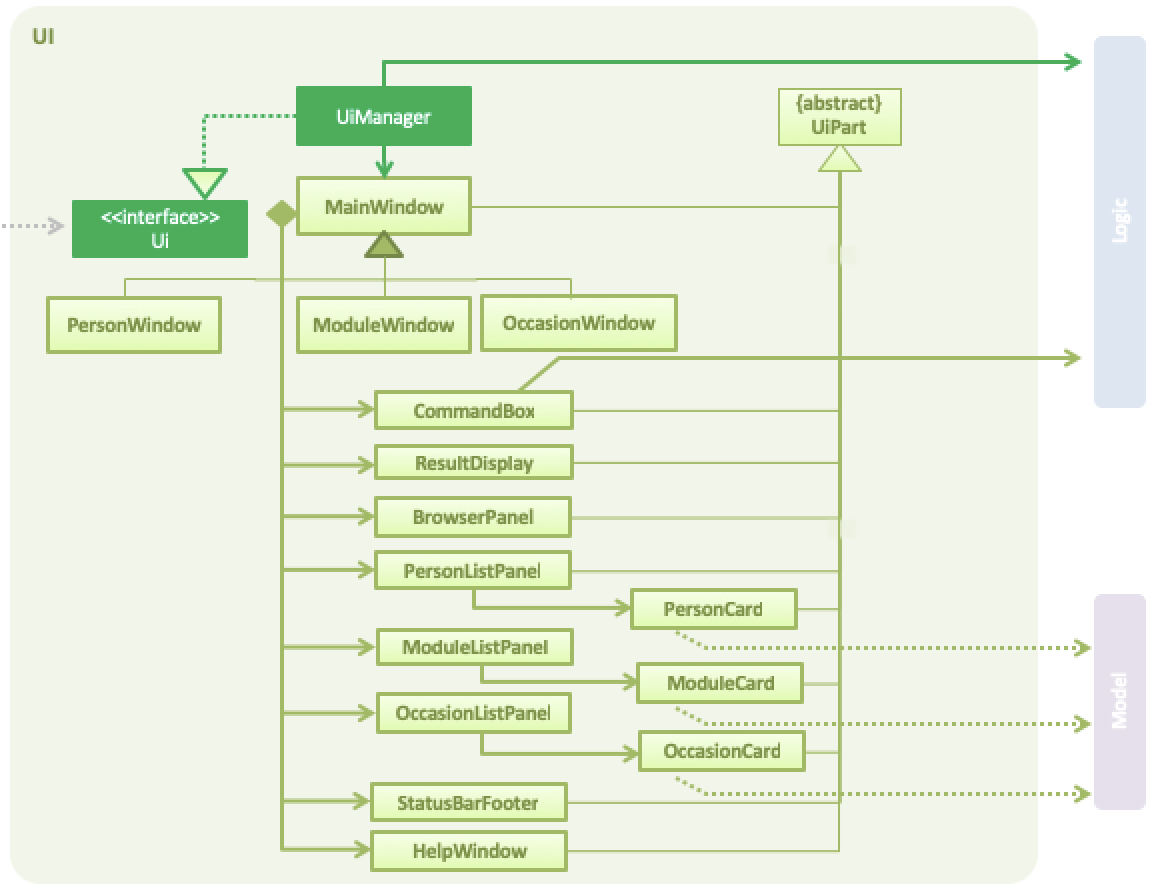 UI
UiManager
{abstract}
UiPart
<<interface>>
Ui
MainWindow
Logic
PersonWindow
ModuleWindow
OccasionWindow
CommandBox
ResultDisplay
BrowserPanel
PersonListPanel
PersonCard
ModuleListPanel
ModuleCard
Model
OccasionListPanel
OccasionCard
StatusBarFooter
HelpWindow